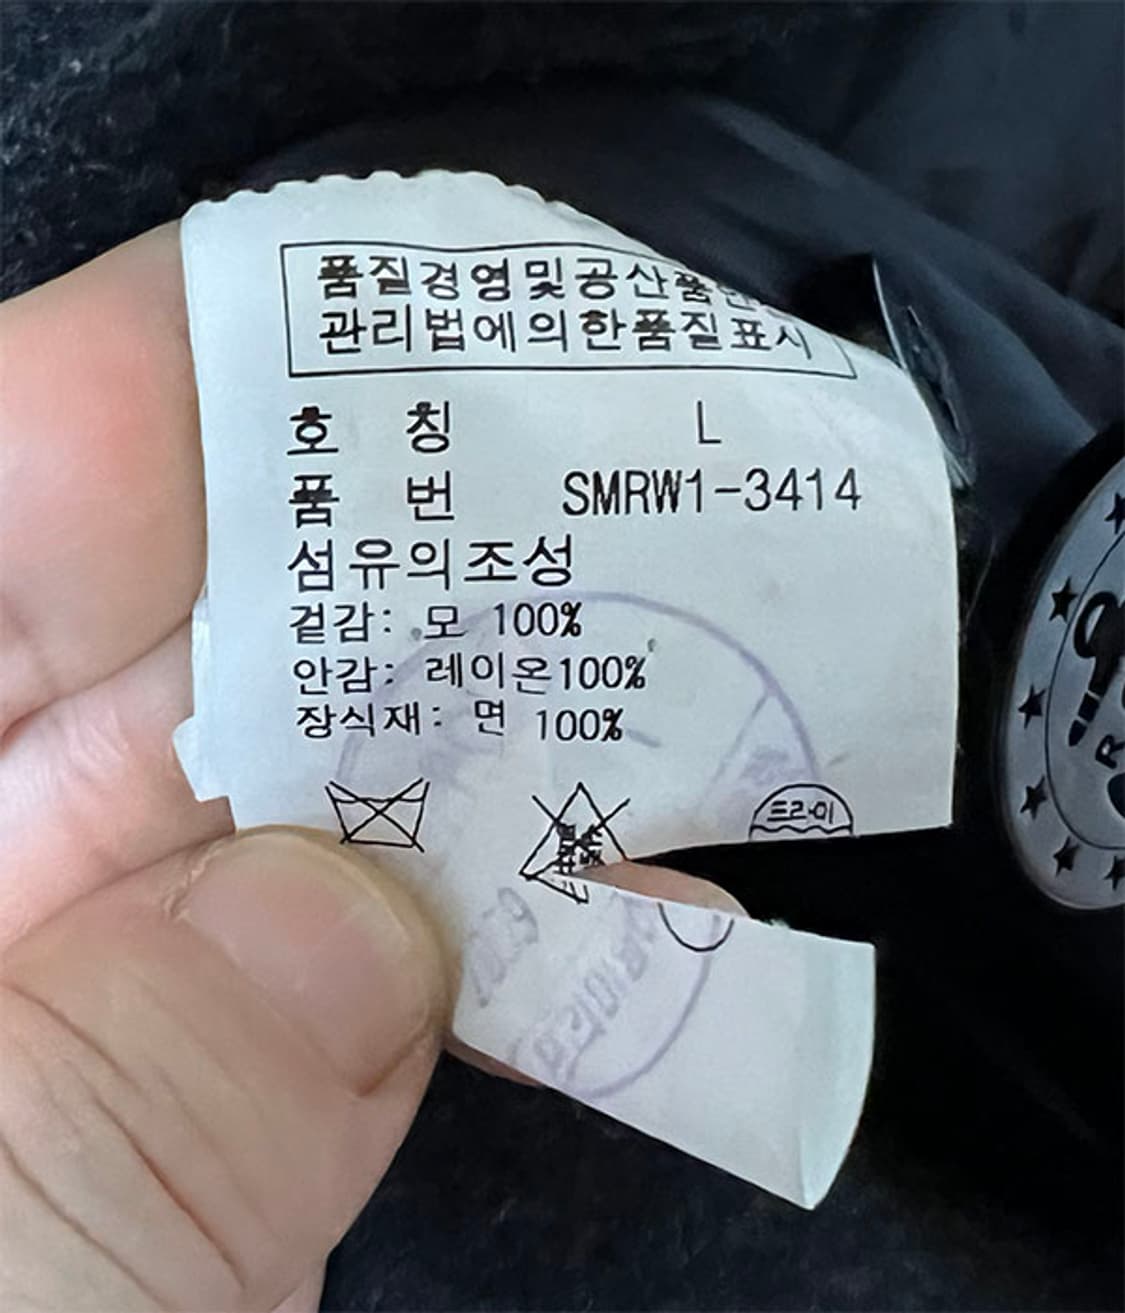 품질경영및공산품안전
관리법에의한품질표시
호 칭 L
품 번 SMRW1-3414
섬유의조성
겉감: 모 100%
안감: 레이온100%
장식재: 면 100%
드라이